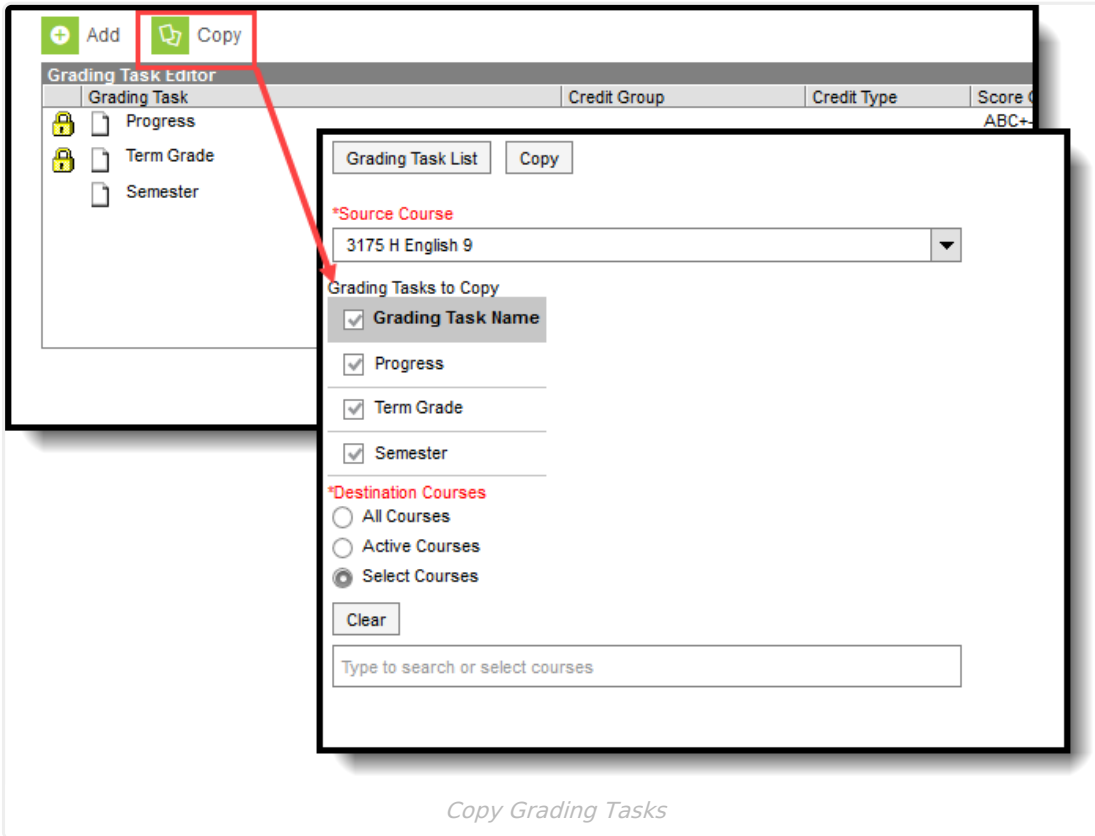 Add Copy
Grading Task Editor
Grading Task Credit Group Credit Type Score
Progress ABC+-
Term Grade
Semester
Grading Task List Copy
*Source Course
3175 H English 9
Grading Tasks to Copy
Grading Task Name
Progress
Term Grade
Semester
*Destination Courses
All Courses
Active Courses
Select Courses
Clear
Type to search or select courses
Copy Grading Tasks